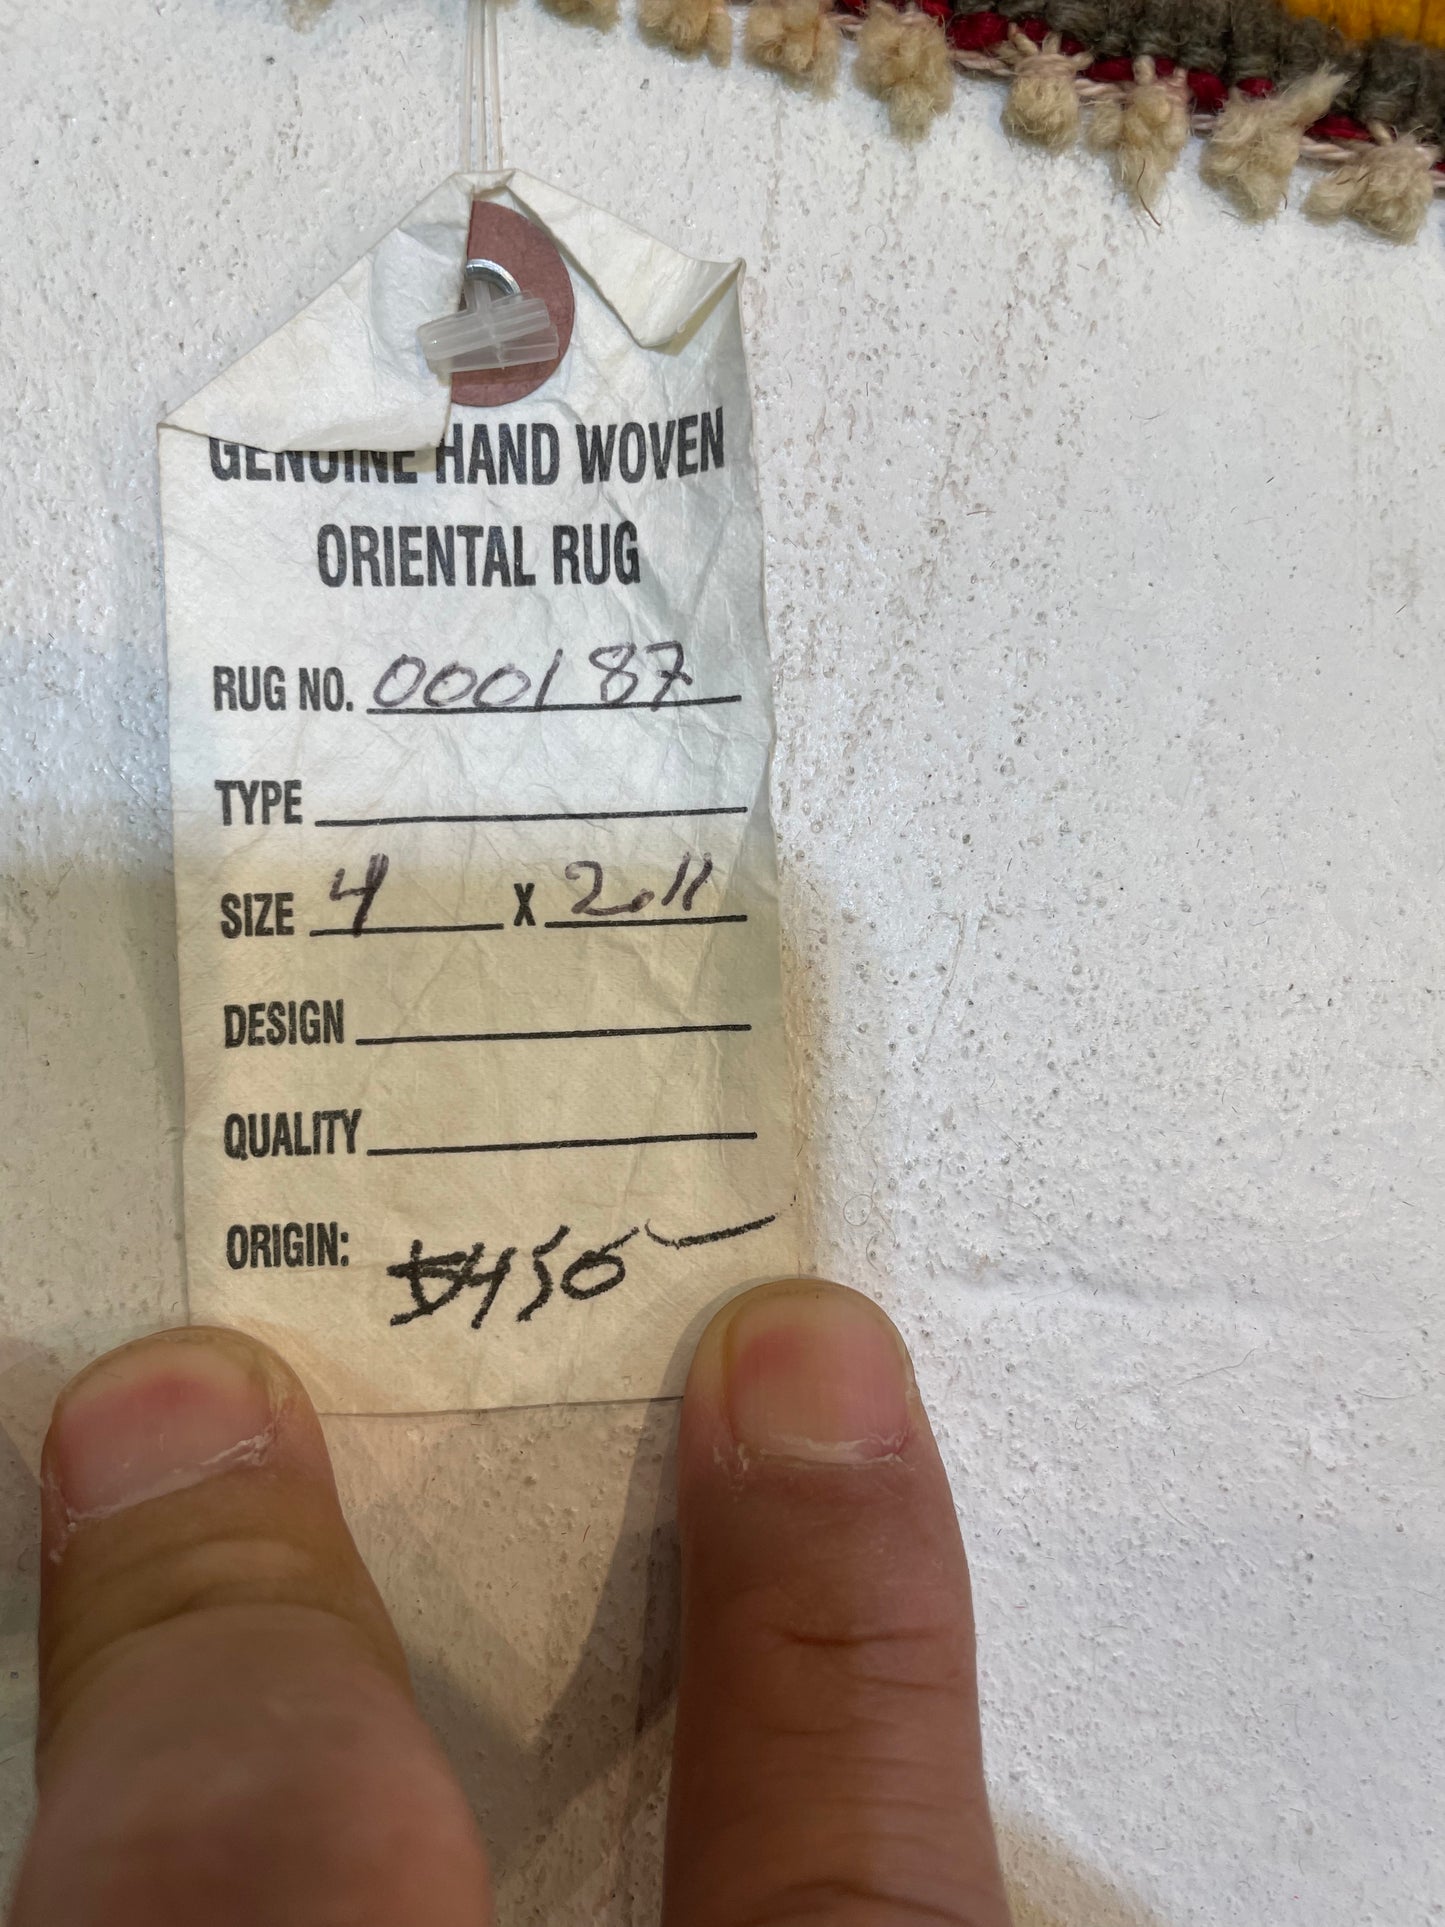 GENUINE HAND WOVEN
ORIENTAL RUG
RUG NO. 000187
TYPE
SIZE 4 X 2.11
DESIGN
QUALITY
ORIGIN: $450-